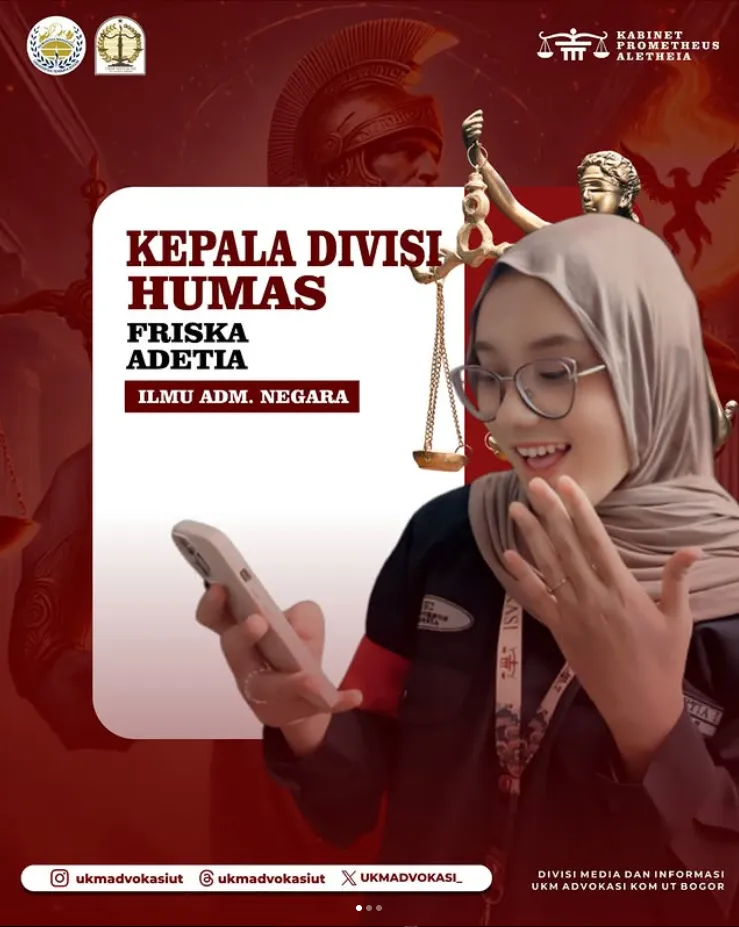 KABINET
PROMETHEUS
ALETHEIA
KEPALA DIVISI
HUMAS
FRISKA
ADETIA
ILMU ADM. NEGARA
ukmadvokasiut
ukmadvokasiut
UKMADVOKASI_
DIVISI MEDIA DAN INFORMASI
UKM ADVOKASI KOM UT BOGOR